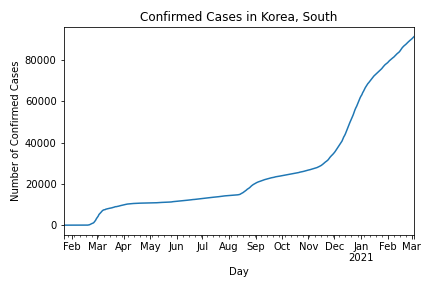 Confirmed Cases in Korea, South
Number of Confirmed Cases
80000
60000
40000
20000
0
Feb Mar Apr May Jun Jul Aug Sep Oct Nov Dec Jan Feb Mar
2021
Day